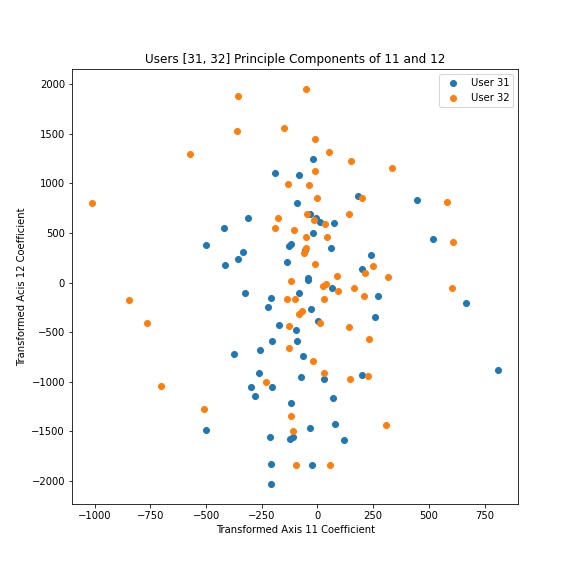 Users [31, 32] Principle Components of 11 and 12
User 31
User 32
2000
1500
1000
500
0
−500
−1000
−1500
−2000
Transformed Acis 12 Coefficient
−1000 −750 −500 −250 0 250 500 750
Transformed Axis 11 Coefficient